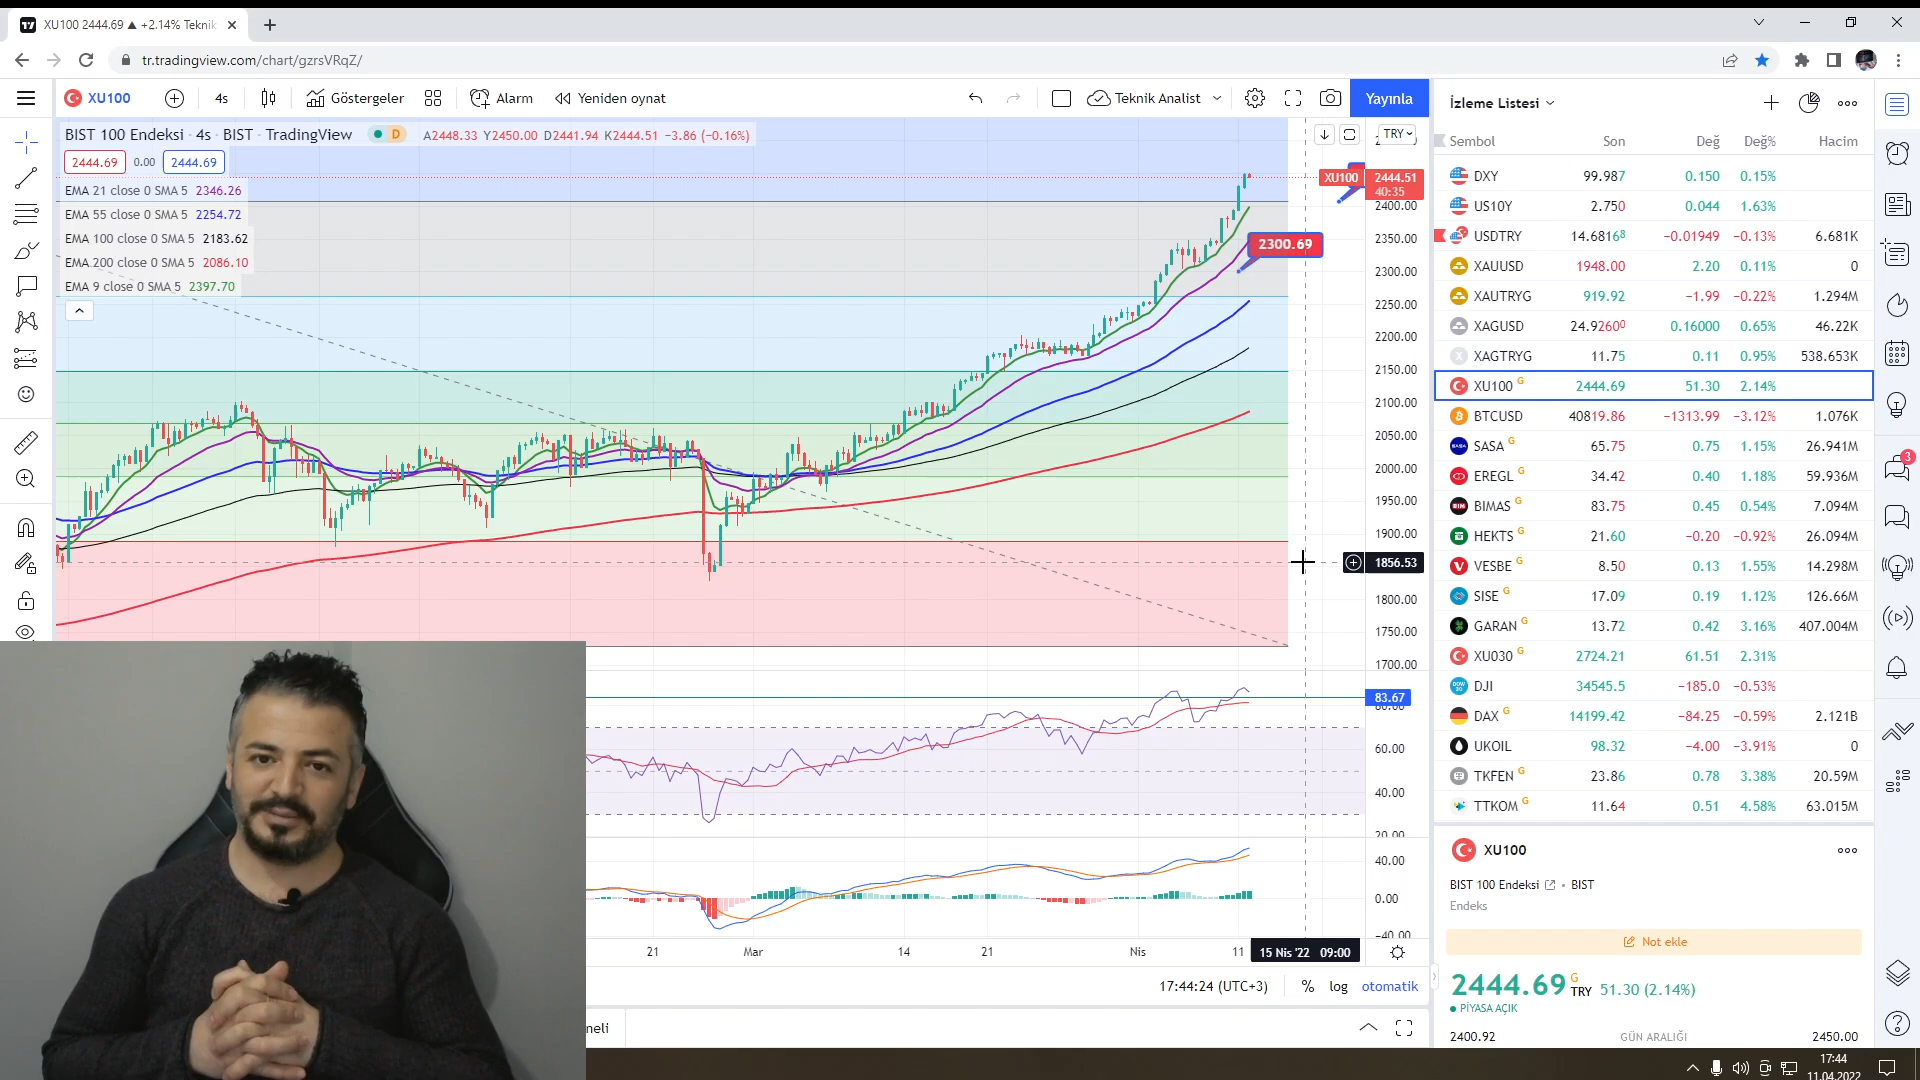 XU100 2444.69 ▲ +2.14% Teknik
tr.tradingview.com/chart/gzrsVRqZ/
XU100 4s Göstergeler Alarm Yeniden oynat Teknik Analist Yayınla
BIST 100 Endeksi · 4s · BIST · TradingView D A2448.33 Y2450.00 D2441.94 K2444.51 −3.86 (−0.16%) TRY
2444.69 0.00 2444.69
EMA 21 close 0 SMA 5 2346.26
EMA 55 close 0 SMA 5 2254.72
EMA 100 close 0 SMA 5 2183.62
EMA 200 close 0 SMA 5 2086.10
EMA 9 close 0 SMA 5 2397.70
XU100 2444.51
40:35
2400.00
2350.00
2300.69
2300.00
2250.00
2200.00
2150.00
2100.00
2050.00
2000.00
1950.00
1900.00
1856.53
1800.00
1750.00
1700.00
83.67
80.00
60.00
40.00
20.00
40.00
0.00
−40.00
21 Mar 14 21 Nis 11 15 Nis '22 09:00
17:44:24 (UTC+3) % log otomatik
neli
İzleme Listesi
Sembol Son Değ Değ% Hacim
DXY 99.987 0.150 0.15%
US10Y 2.750 0.044 1.63%
USDTRY 14.68168 −0.01949 −0.13% 6.681K
XAUUSD 1948.00 2.20 0.11% 0
XAUTRYG 919.92 −1.99 −0.22% 1.294M
XAGUSD 24.9260⁰ 0.16000 0.65% 46.22K
XAGTRYG 11.75 0.11 0.95% 538.653K
XU100 G 2444.69 51.30 2.14%
BTCUSD 40819.86 −1313.99 −3.12% 1.076K
SASA G 65.75 0.75 1.15% 26.941M
EREGL G 34.42 0.40 1.18% 59.936M
BIMAS G 83.75 0.45 0.54% 7.094M
HEKTS G 21.60 −0.20 −0.92% 26.094M
VESBE G 8.50 0.13 1.55% 14.298M
SISE G 17.09 0.19 1.12% 126.66M
GARAN G 13.72 0.42 3.16% 407.004M
XU030 G 2724.21 61.51 2.31%
DJI 34545.5 −185.0 −0.53%
DAX G 14199.42 −84.25 −0.59% 2.121B
UKOIL 98.32 −4.00 −3.91% 0
TKFEN G 23.86 0.78 3.38% 20.59M
TTKOM G 11.64 0.51 4.58% 63.015M
3
XU100
BIST 100 Endeksi • BIST
Endeks
Not ekle
2444.69 G TRY 51.30 (2.14%)
PİYASA AÇIK
2400.92 GÜN ARALIĞI 2450.00
17:44
11.04.2022